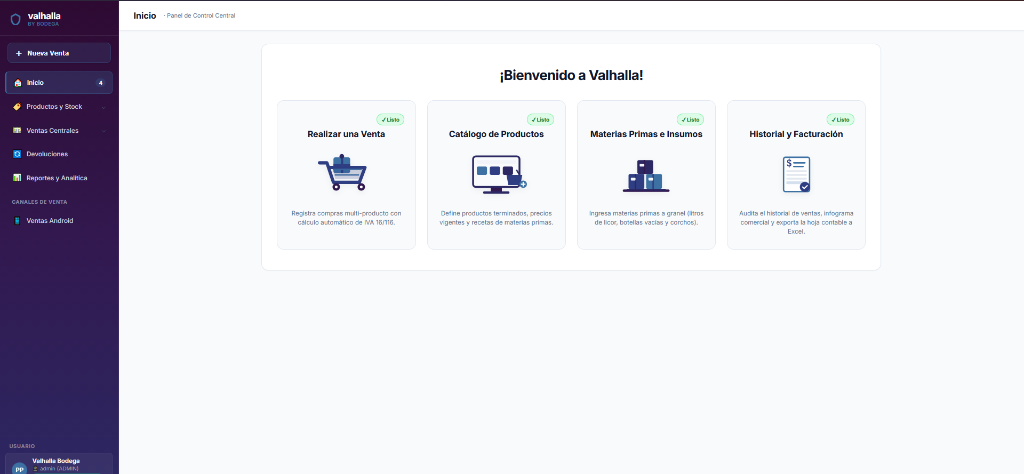 valhalla
BY BODEGA
Inicio · Panel de Control Central
+ Nueva Venta
Inicio 4
Productos y Stock
Ventas Centrales
Devoluciones
Reportes y Analítica
CANALES DE VENTA
Ventas Android
¡Bienvenido a Valhalla!
✓ Listo
Realizar una Venta
Registra compras multi-producto con
cálculo automático de IVA 16/116.
✓ Listo
Catálogo de Productos
Define productos terminados, precios
vigentes y recetas de materias primas.
✓ Listo
Materias Primas e Insumos
Ingresa materias primas a granel (litros
de licor, botellas vacías y corchos).
✓ Listo
Historial y Facturación
$
Audita el historial de ventas, infograma
comercial y exporta la hoja contable a
Excel.
USUARIO
PP
Valhalla Bodega
admin (ADMIN)